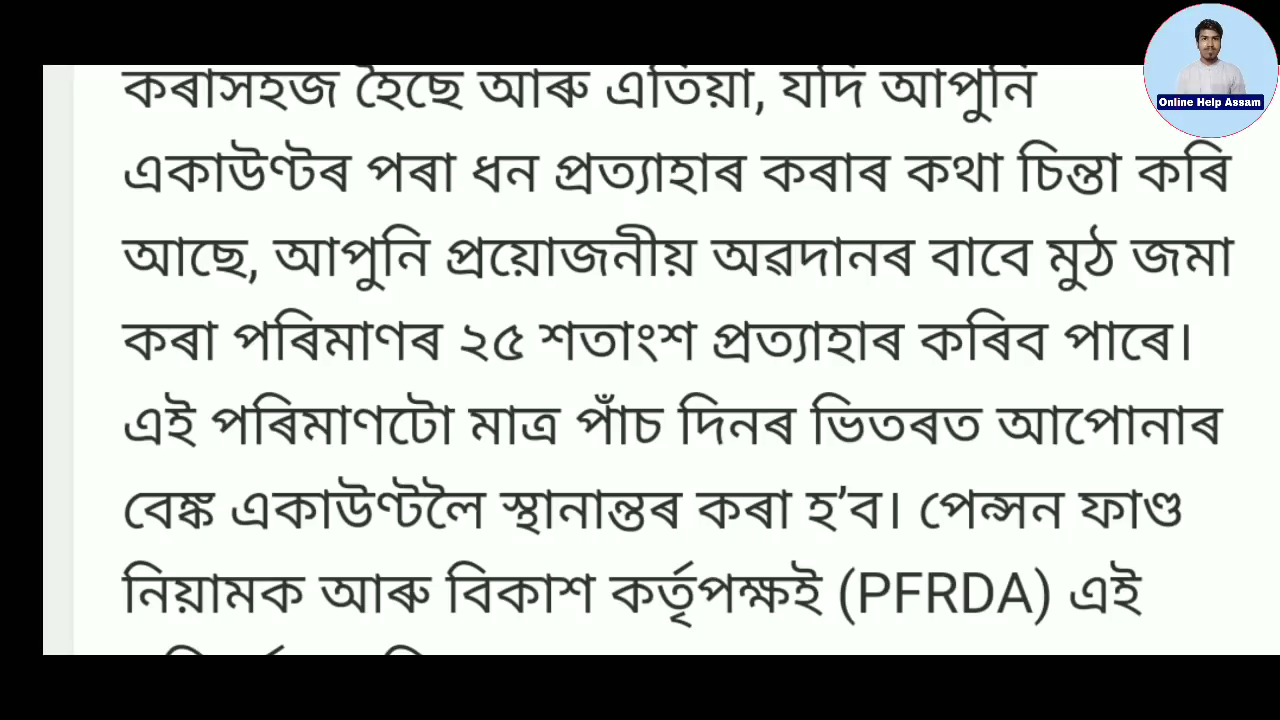 কৰাসহজ হৈছে আৰু এতিয়া, যদি আপুনি
একাউণ্টৰ পৰা ধন প্ৰত্যাহাৰ কৰাৰ কথা চিন্তা কৰি
আছে, আপুনি প্ৰয়োজনীয় অৱদানৰ বাবে মুঠ জমা
কৰা পৰিমাণৰ ২৫ শতাংশ প্ৰত্যাহাৰ কৰিব পাৰে।
এই পৰিমাণটো মাত্ৰ পাঁচ দিনৰ ভিতৰত আপোনাৰ
বেঙ্ক একাউণ্টলৈ স্থানান্তৰ কৰা হ’ব। পেন্সন ফাণ্ড
নিয়ামক আৰু বিকাশ কৰ্তৃপক্ষই (PFRDA) এই
Online Help Assam